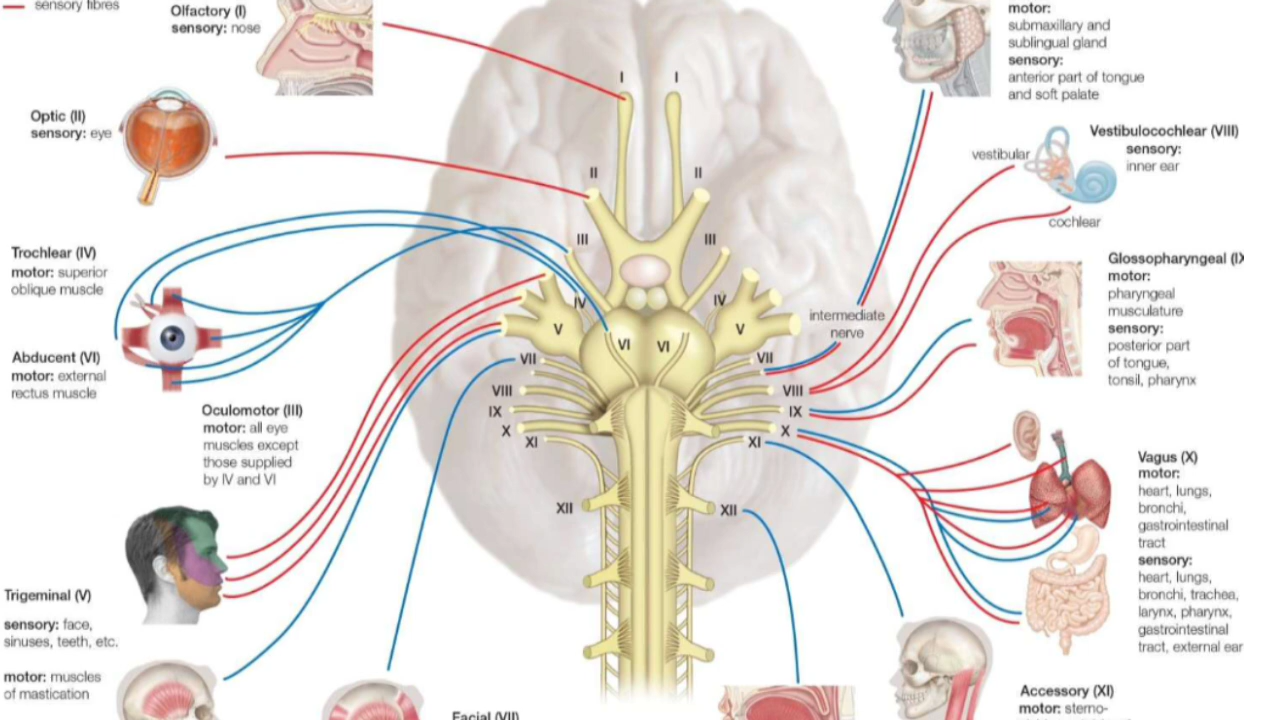 sensory fibres
Olfactory (I)
sensory: nose
Optic (II)
sensory: eye
Trochlear (IV)
motor: superior
oblique muscle
Abducent (VI)
motor: external
rectus muscle
Oculomotor (III)
motor: all eye
muscles except
those supplied
by IV and VI
Trigeminal (V)
sensory: face,
sinuses, teeth, etc.
motor: muscles
of mastication
Facial (VII)
I
I
II
II
III
III
IV
IV
V
V
VI
VI
VII
VII
VIII
VIII
IX
IX
X
X
XI
XI
XII
XII
intermediate
nerve
motor:
submaxillary and
sublingual gland
sensory:
anterior part of tongue
and soft palate
Vestibulocochlear (VIII)
sensory:
inner ear
vestibular
cochlear
Glossopharyngeal (IX
motor:
pharyngeal
musculature
sensory:
posterior part
of tongue,
tonsil, pharynx
Vagus (X)
motor:
heart, lungs,
bronchi,
gastrointestinal
tract
sensory:
heart, lungs,
bronchi, trachea,
larynx, pharynx,
gastrointestinal
tract, external ear
Accessory (XI)
motor: sterno-